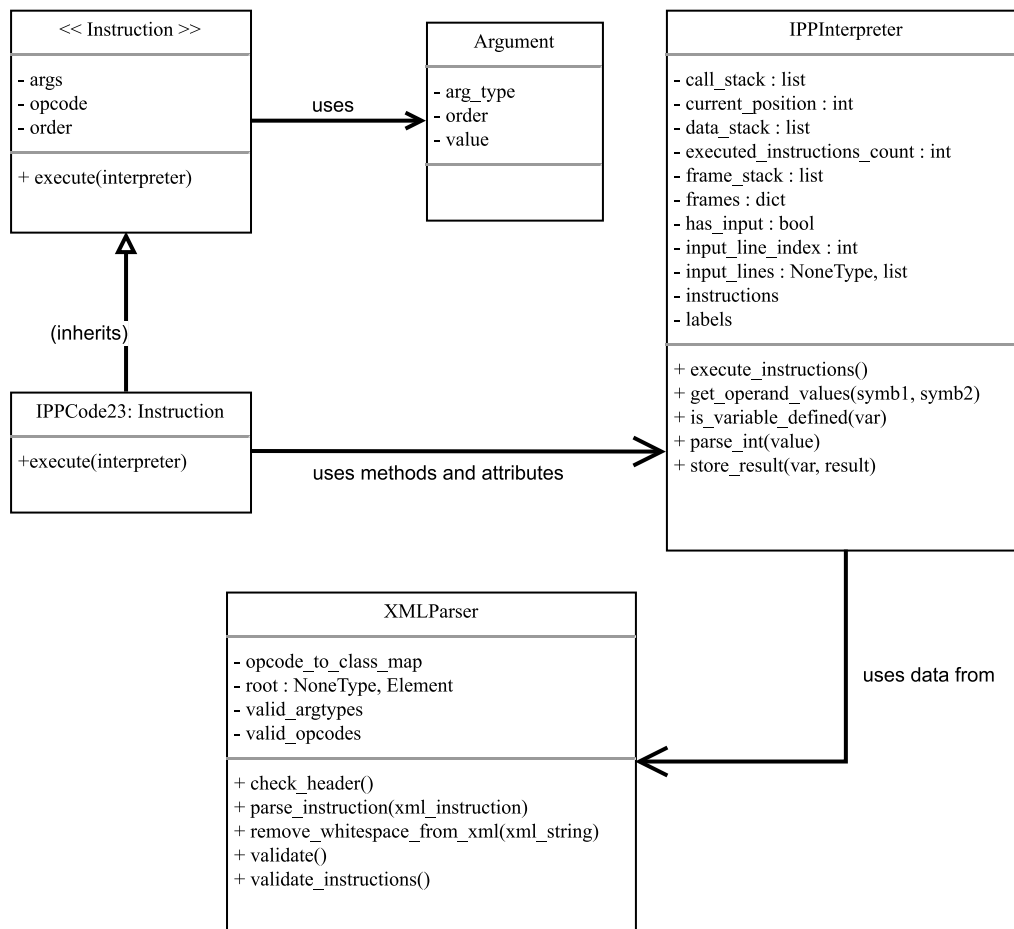 << Instruction >>
- args
- opcode
- order
+ execute(interpreter)
uses
Argument
- arg_type
- order
- value
IPPInterpreter
- call_stack : list
- current_position : int
- data_stack : list
- executed_instructions_count : int
- frame_stack : list
- frames : dict
- has_input : bool
- input_line_index : int
- input_lines : NoneType, list
- instructions
- labels
+ execute_instructions()
+ get_operand_values(symb1, symb2)
+ is_variable_defined(var)
+ parse_int(value)
+ store_result(var, result)
(inherits)
IPPCode23: Instruction
+execute(interpreter)
uses methods and attributes
XMLParser
- opcode_to_class_map
- root : NoneType, Element
- valid_argtypes
- valid_opcodes
+ check_header()
+ parse_instruction(xml_instruction)
+ remove_whitespace_from_xml(xml_string)
+ validate()
+ validate_instructions()
uses data from